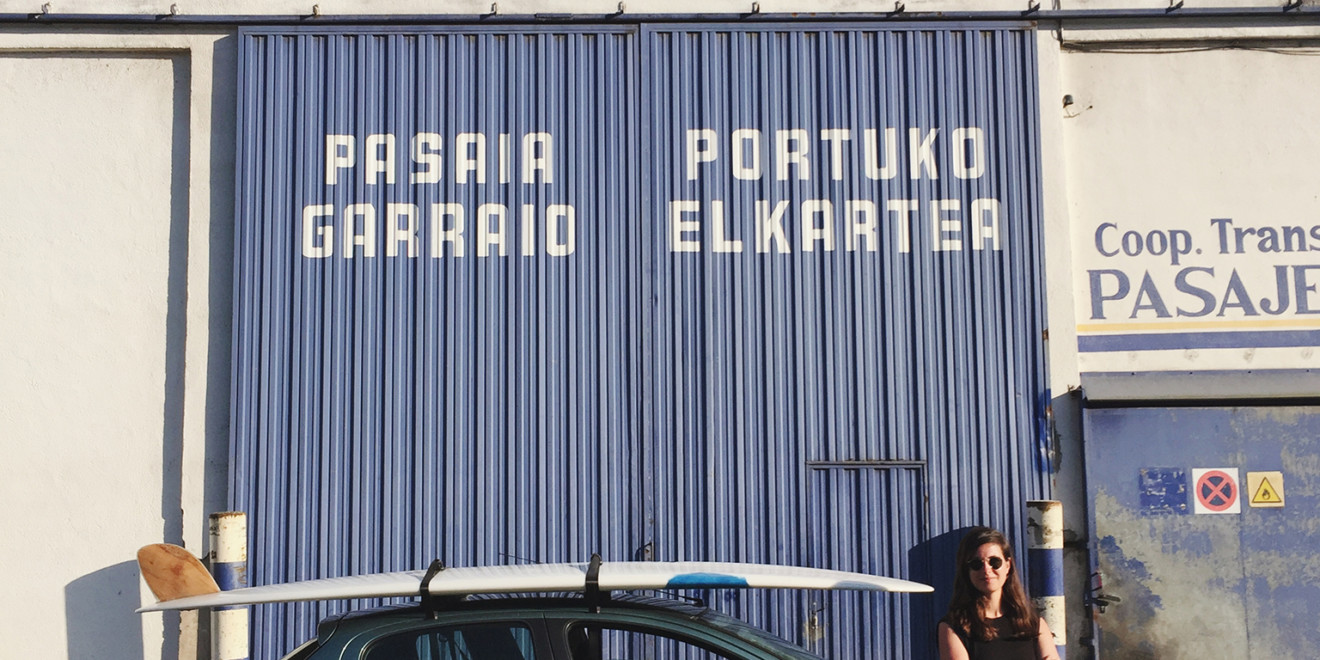 PASAIA
GARRAIO
PORTUKO
ELKARTEA
Coop. Trans
PASAJE